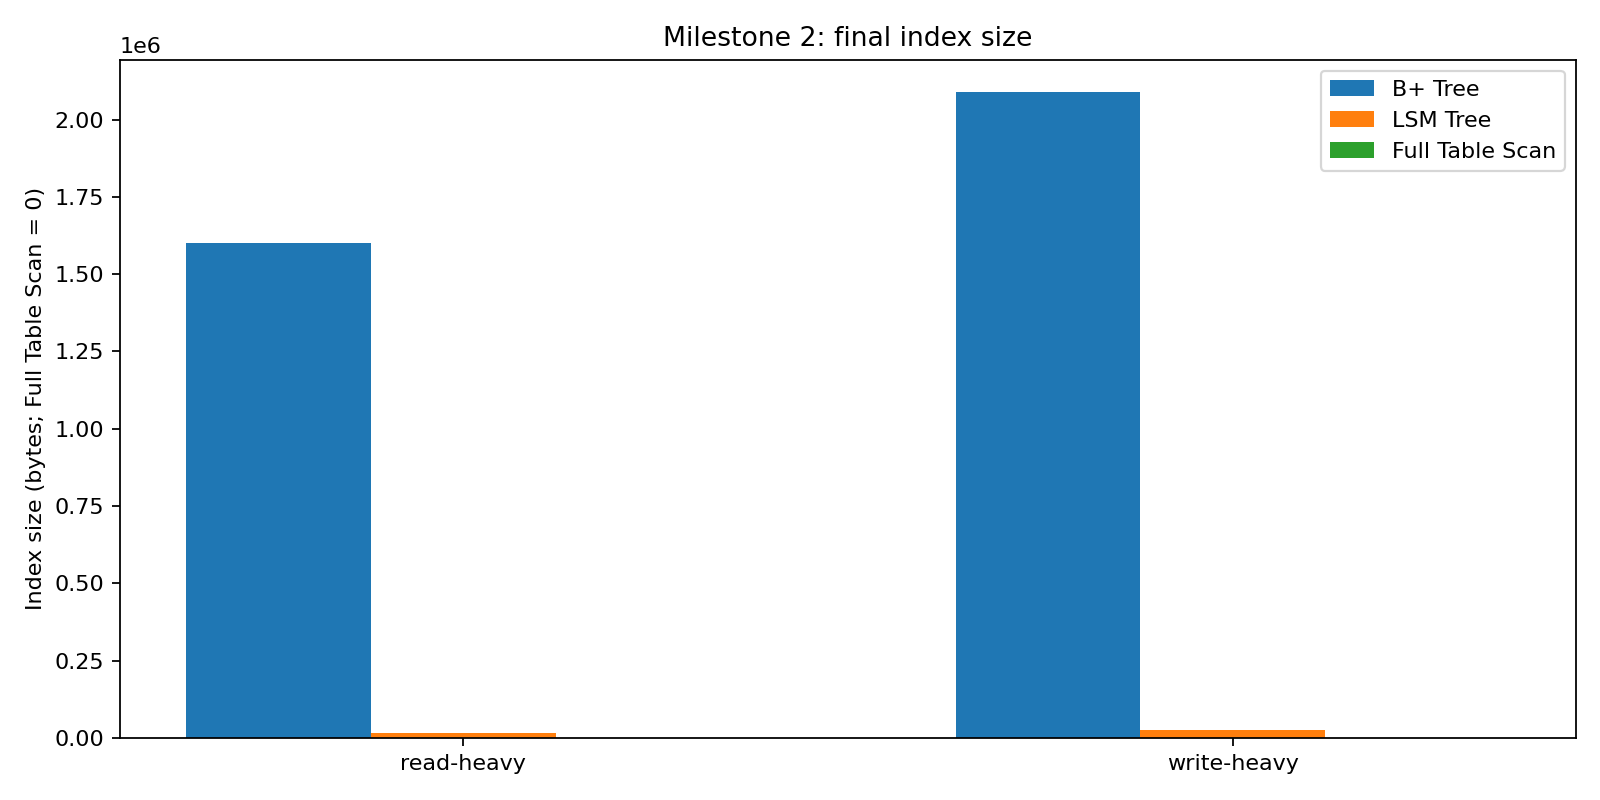 Milestone 2: final index size
1e6
B+ Tree
LSM Tree
Full Table Scan
Index size (bytes; Full Table Scan = 0)
2.00
1.75
1.50
1.25
1.00
0.75
0.50
0.25
0.00
read-heavy
write-heavy